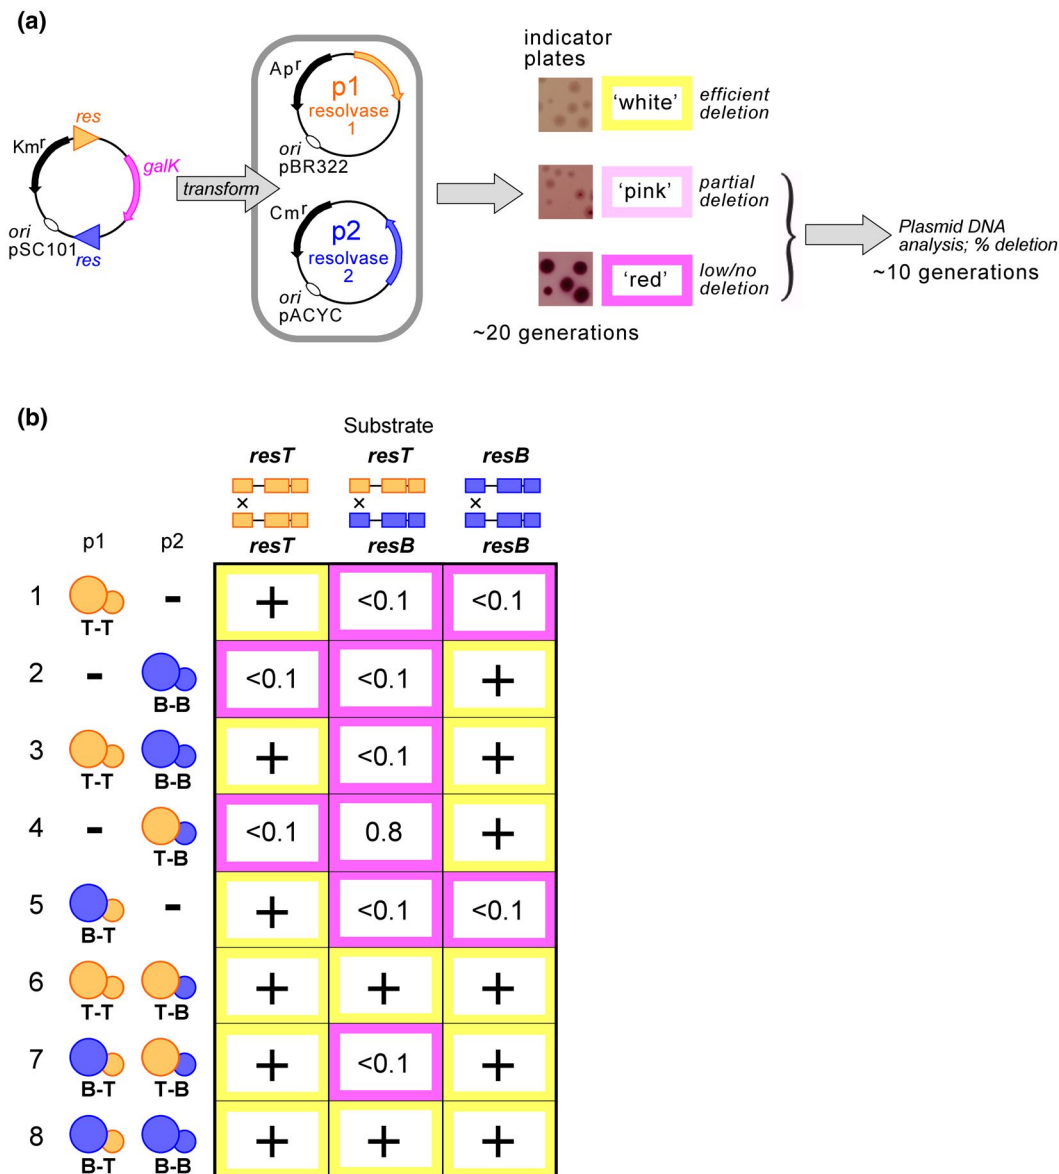 (a)
indicator
plates
res
Kmr
galK
ori
pSC101
res
transform
Apr
p1
resolvase
1
ori
pBR322
Cmr
p2
resolvase
2
ori
pACYC
'white'
efficient
deletion
'pink'
partial
deletion
'red'
low/no
deletion
~20 generations
Plasmid DNA
analysis; % deletion
~10 generations
(b)
Substrate
resT resT resB
× × ×
p1 p2 resT resB resB
1 - + <0.1 <0.1
T-T
2 - <0.1 <0.1 +
B-B
3 + <0.1 +
T-T B-B
4 - <0.1 0.8 +
T-B
5 - + <0.1 <0.1
B-T
6 + + +
T-T T-B
7 + <0.1 +
B-T T-B
8 + + +
B-T B-B